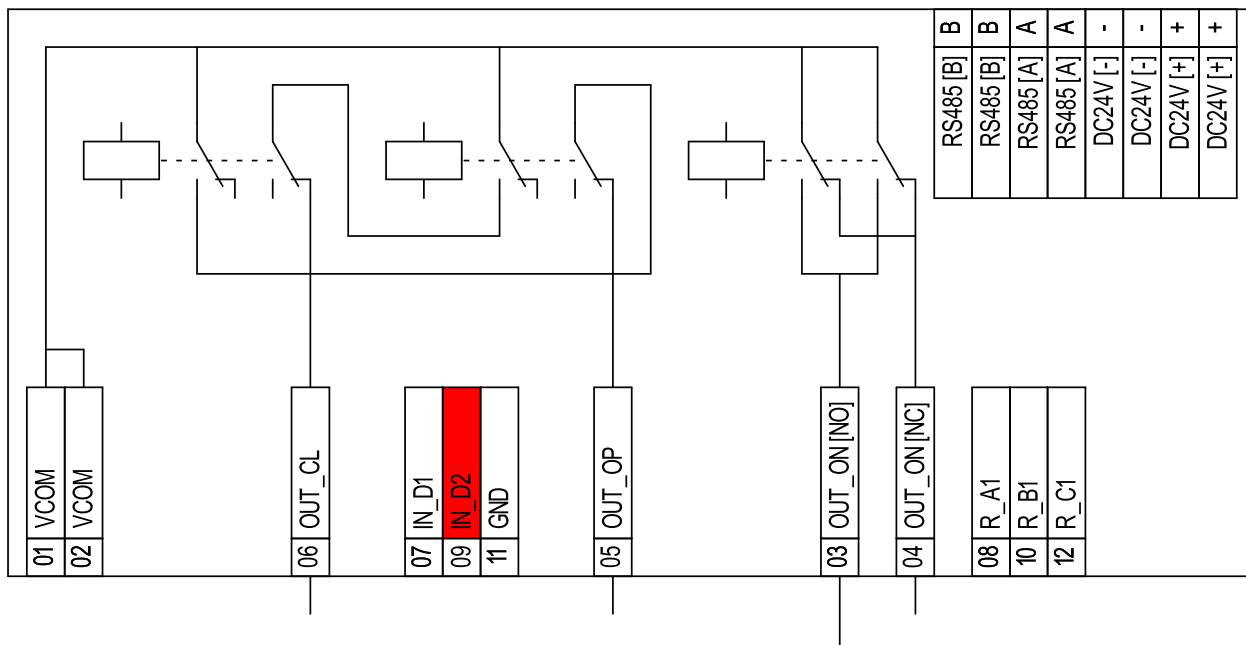 B
RS485 [B]
B
RS485 [B]
A
RS485 [A]
A
RS485 [A]
-
DC24V [-]
-
DC24V [-]
+
DC24V [+]
+
DC24V [+]
01 VCOM
02 VCOM
06 OUT_CL
07 IN_D1
09 IN_D2
11 GND
05 OUT_OP
03 OUT_ON [NO]
04 OUT_ON [NC]
08 R_A1
10 R_B1
12 R_C1